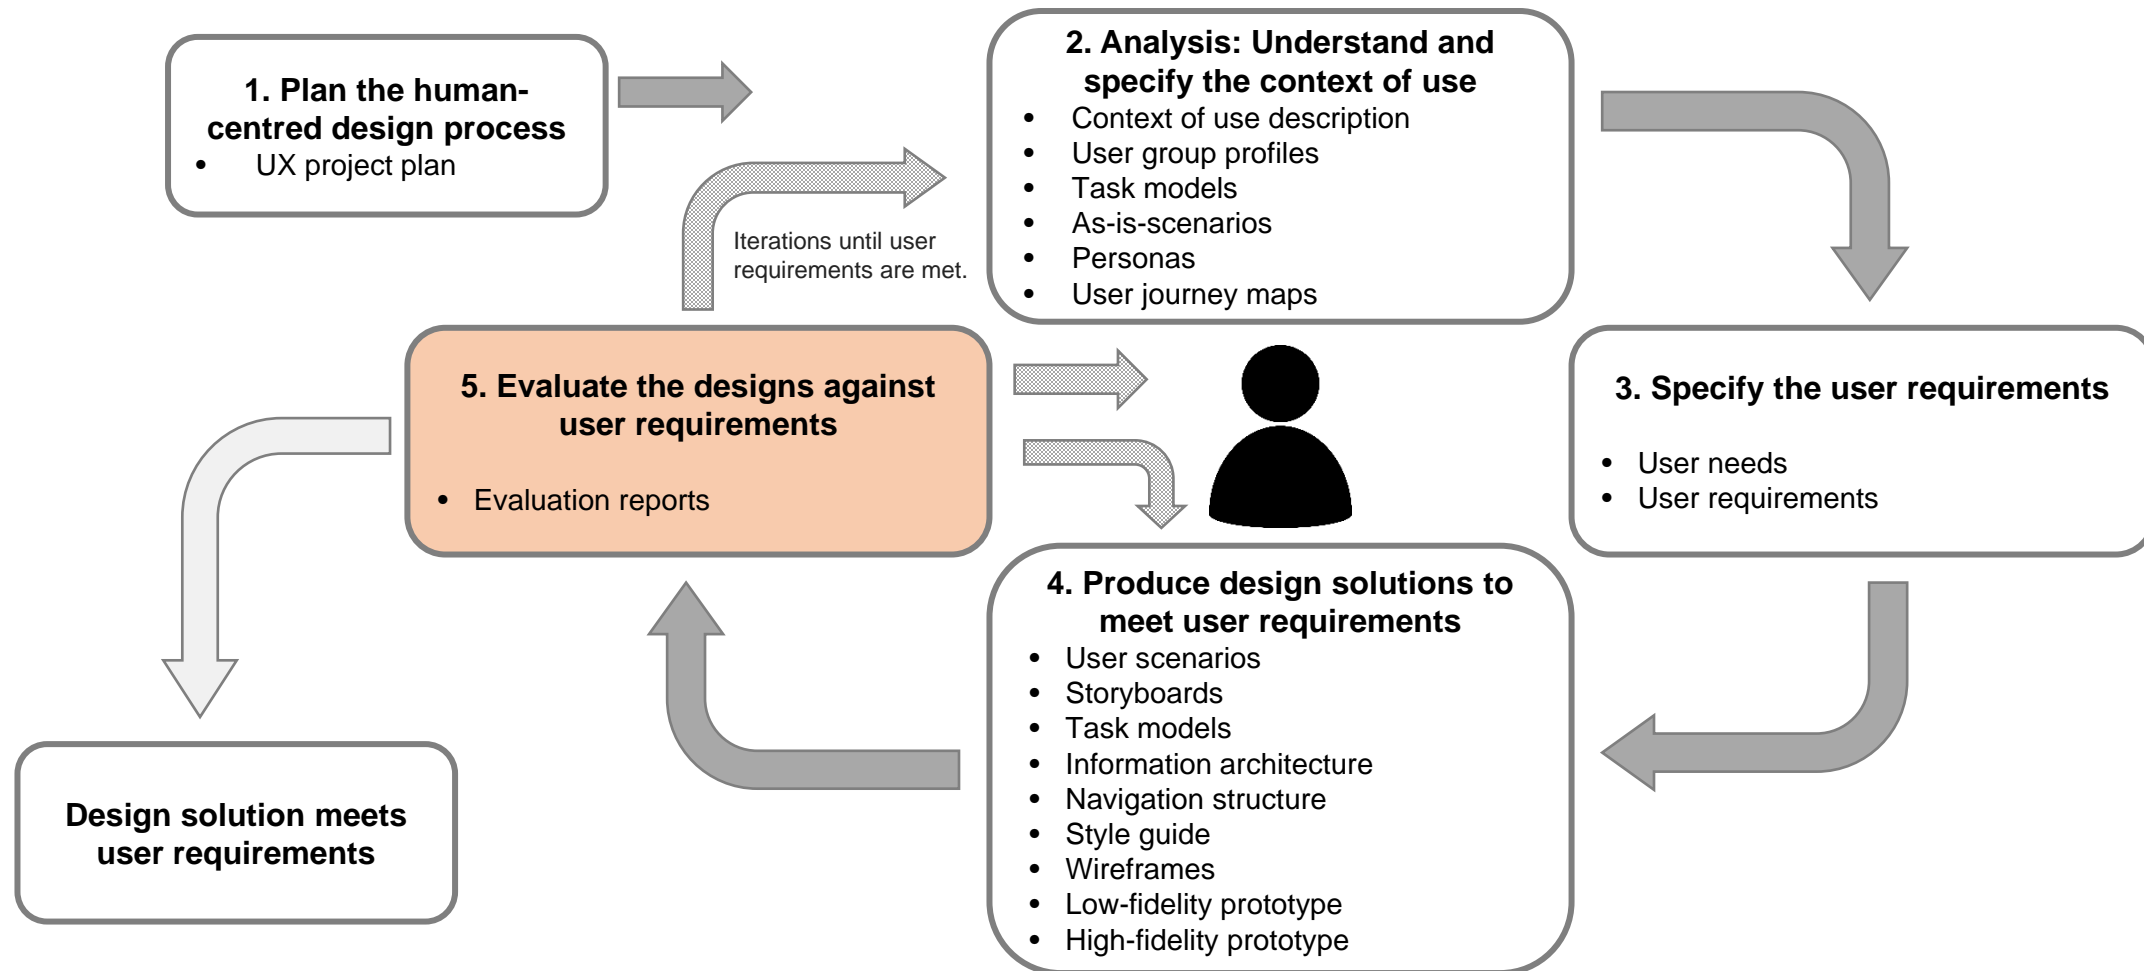 1. Plan the human-
centred design process
• UX project plan
2. Analysis: Understand and
specify the context of use
• Context of use description
• User group profiles
• Task models
• As-is-scenarios
• Personas
• User journey maps
Iterations until user
requirements are met.
5. Evaluate the designs against
user requirements
• Evaluation reports
3. Specify the user requirements
• User needs
• User requirements
4. Produce design solutions to
meet user requirements
• User scenarios
• Storyboards
• Task models
• Information architecture
• Navigation structure
• Style guide
• Wireframes
• Low-fidelity prototype
• High-fidelity prototype
Design solution meets
user requirements